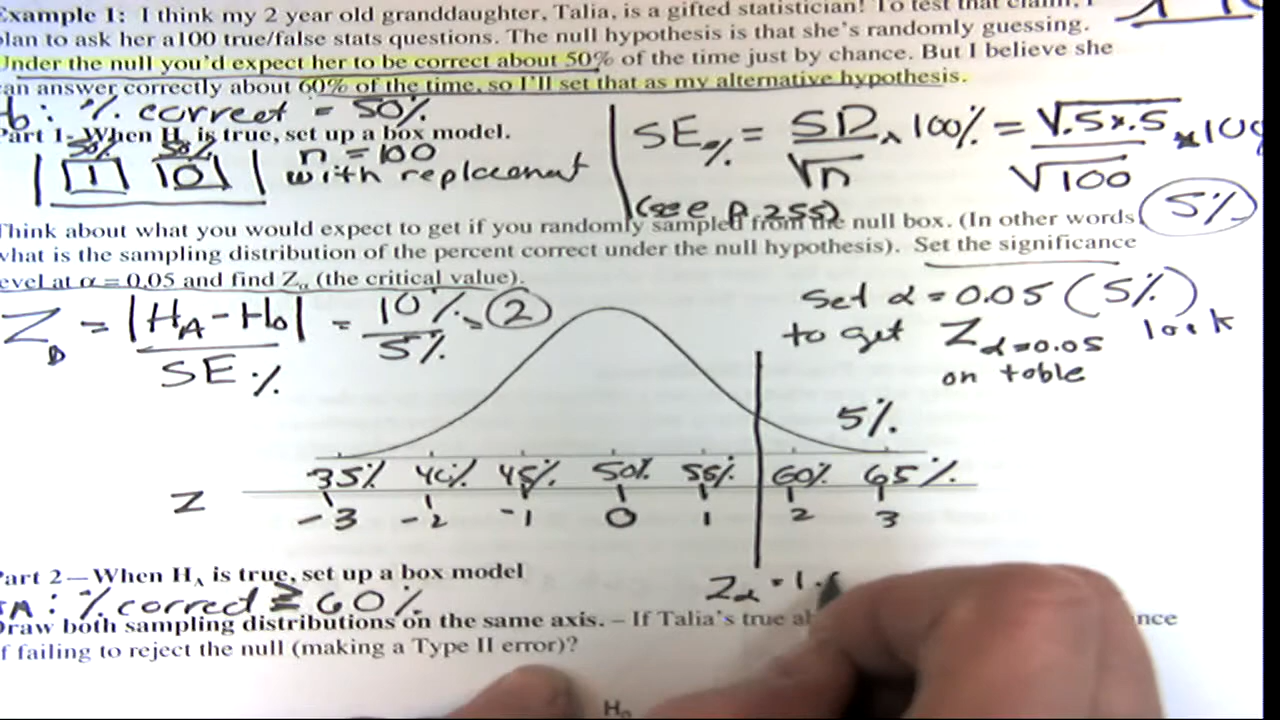 Example 1: I think my 2 year old granddaughter, Talia, is a gifted statistician! To test that claim, I
plan to ask her a100 true/false stats questions. The null hypothesis is that she's randomly guessing.
Under the null you'd expect her to be correct about 50% of the time just by chance. But I believe she
can answer correctly about 60% of the time, so I'll set that as my alternative hypothesis.
: % correct = 50%
Part 1- When H₀ is true, set up a box model.
50% 50%
1 0
n = 100
with replacement
SE% = SD/√n × 100% = √.5×.5/√100 × 100
(see p. 255)
5%
Think about what you would expect to get if you randomly sampled from the null box. (In other words,
what is the sampling distribution of the percent correct under the null hypothesis). Set the significance
level at α = 0.05 and find Zα (the critical value).
Z = |HA - H0| / SE% = 10%/5% = 2
Set α = 0.05 (5%)
to get Zα=0.05 look
on table
5%
35% 40% 45% 50% 55% 60% 65%
Z -3 -2 -1 0 1 2 3
Part 2—When HA is true, set up a box model
Zα = 1.
: % correct ≥ 60%
Draw both sampling distributions on the same axis. – If Talia's true
of failing to reject the null (making a Type II error)?
H₀